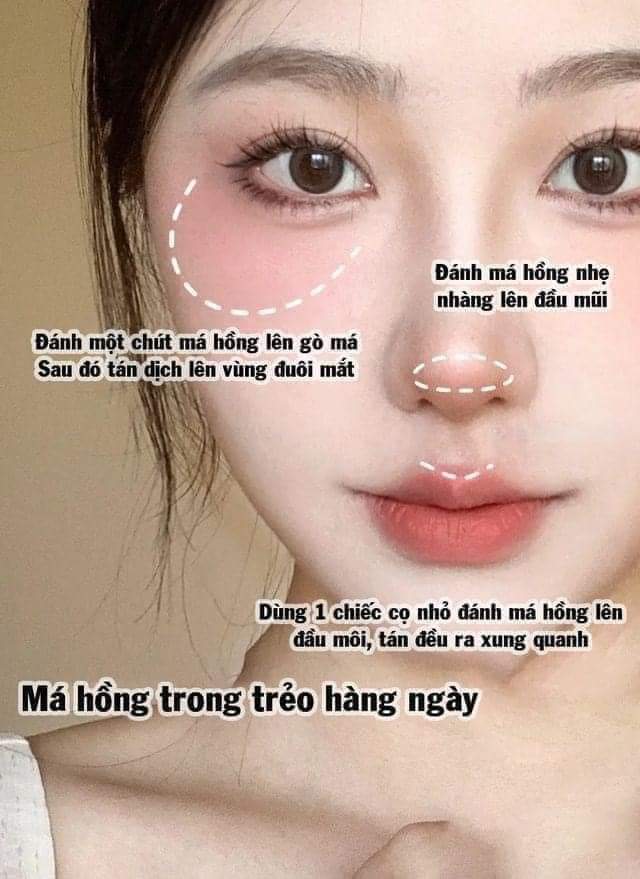 Đánh má hồng nhẹ
nhàng lên đầu mũi
Đánh một chút má hồng lên gò má
Sau đó tán dịch lên vùng đuôi mắt
Dùng 1 chiếc cọ nhỏ đánh má hồng lên
đầu môi, tán đều ra xung quanh
Má hồng trong trẻo hàng ngày